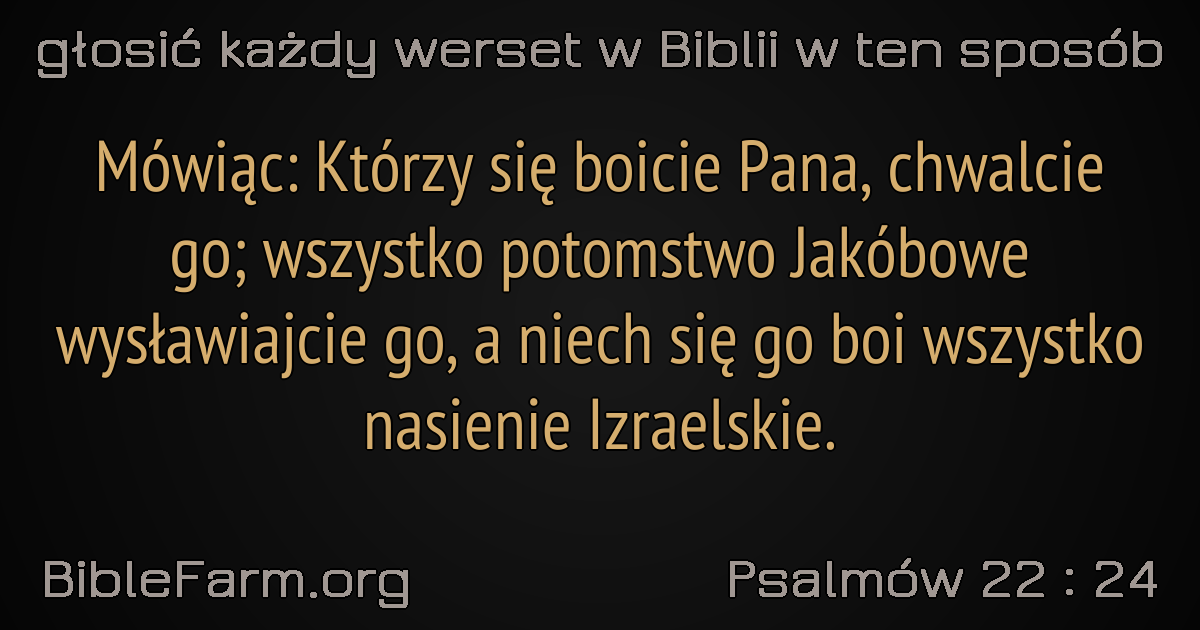 głosić każdy werset w Biblii w ten sposób
Mówiąc: Którzy się boicie Pana, chwalcie
go; wszystko potomstwo Jakóbowe
wysławiajcie go, a niech się go boi wszystko
nasienie Izraelskie.
BibleFarm.org
Psalmów 22 : 24